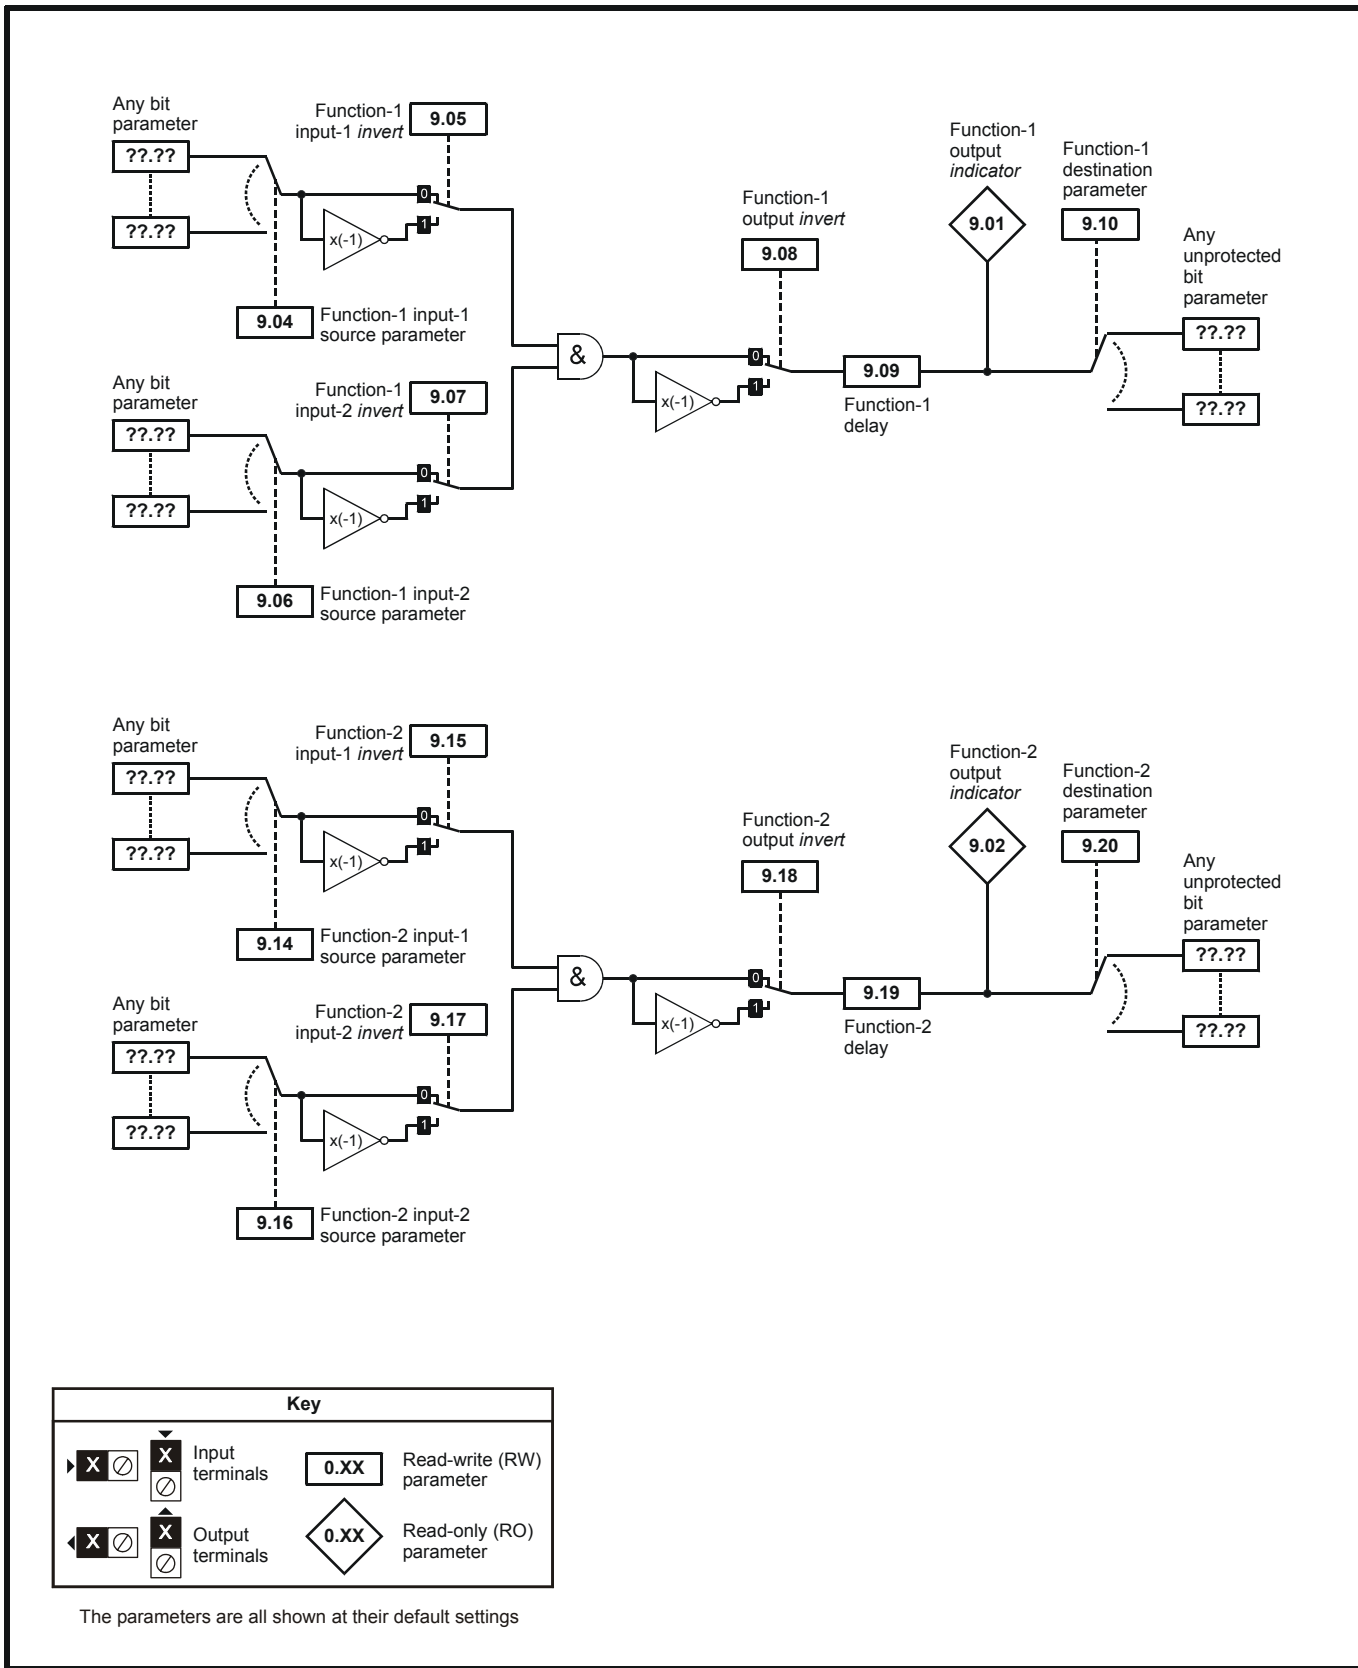 Any bit
parameter
??.??
??.??
Function-1
input-1 invert
9.05
0
1
x(-1)
9.04
Function-1 input-1
source parameter
Any bit
parameter
??.??
??.??
Function-1
input-2 invert
9.07
0
1
x(-1)
9.06
Function-1 input-2
source parameter
&
Function-1
output invert
9.08
0
1
x(-1)
9.09
Function-1
delay
Function-1
output
indicator
9.01
Function-1
destination
parameter
9.10
Any
unprotected
bit
parameter
??.??
??.??
Any bit
parameter
??.??
??.??
Function-2
input-1 invert
9.15
0
1
x(-1)
9.14
Function-2 input-1
source parameter
Any bit
parameter
??.??
??.??
Function-2
input-2 invert
9.17
0
1
x(-1)
9.16
Function-2 input-2
source parameter
&
Function-2
output invert
9.18
0
1
x(-1)
9.19
Function-2
delay
Function-2
output
indicator
9.02
Function-2
destination
parameter
9.20
Any
unprotected
bit
parameter
??.??
??.??
Key
X
X
Input
terminals
0.XX
Read-write (RW)
parameter
X
X
Output
terminals
0.XX
Read-only (RO)
parameter
The parameters are all shown at their default settings